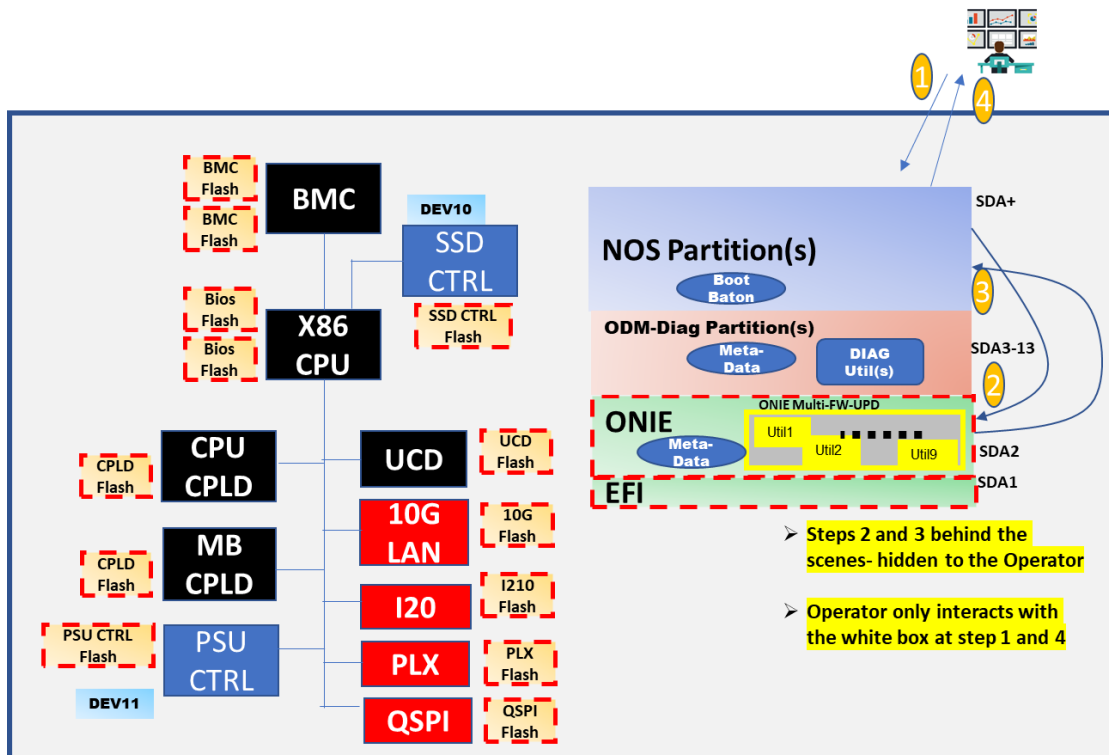 1
4
BMC
Flash
BMC
Flash
BMC
DEV10
SSD
CTRL
SSD CTRL
Flash
Bios
Flash
Bios
Flash
X86
CPU
CPU
CPLD
CPLD
Flash
UCD
UCD
Flash
10G
LAN
10G
Flash
MB
CPLD
CPLD
Flash
I20
I210
Flash
PSU CTRL
Flash
PSU
CTRL
DEV11
PLX
PLX
Flash
QSPI
QSPI
Flash
SDA+
NOS Partition(s)
Boot
Baton
3
ODM-Diag Partition(s)
Meta-
Data
DIAG
Util(s)
SDA3-13
2
ONIE Multi-FW-UPD
ONIE
Meta-
Data
Util1
Util2
Util9
SDA2
SDA1
EFI
➢ Steps 2 and 3 behind the
scenes- hidden to the Operator
➢ Operator only interacts with
the white box at step 1 and 4